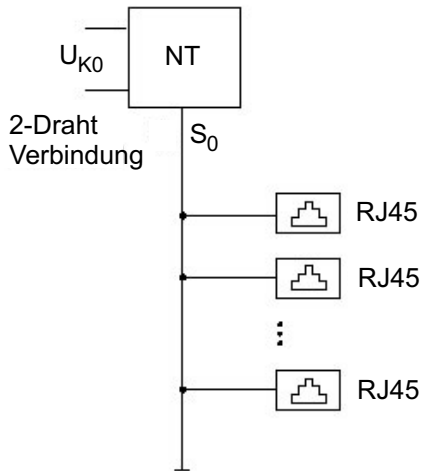 U_K0
NT
2-Draht
Verbindung
S_0
RJ45
RJ45
RJ45